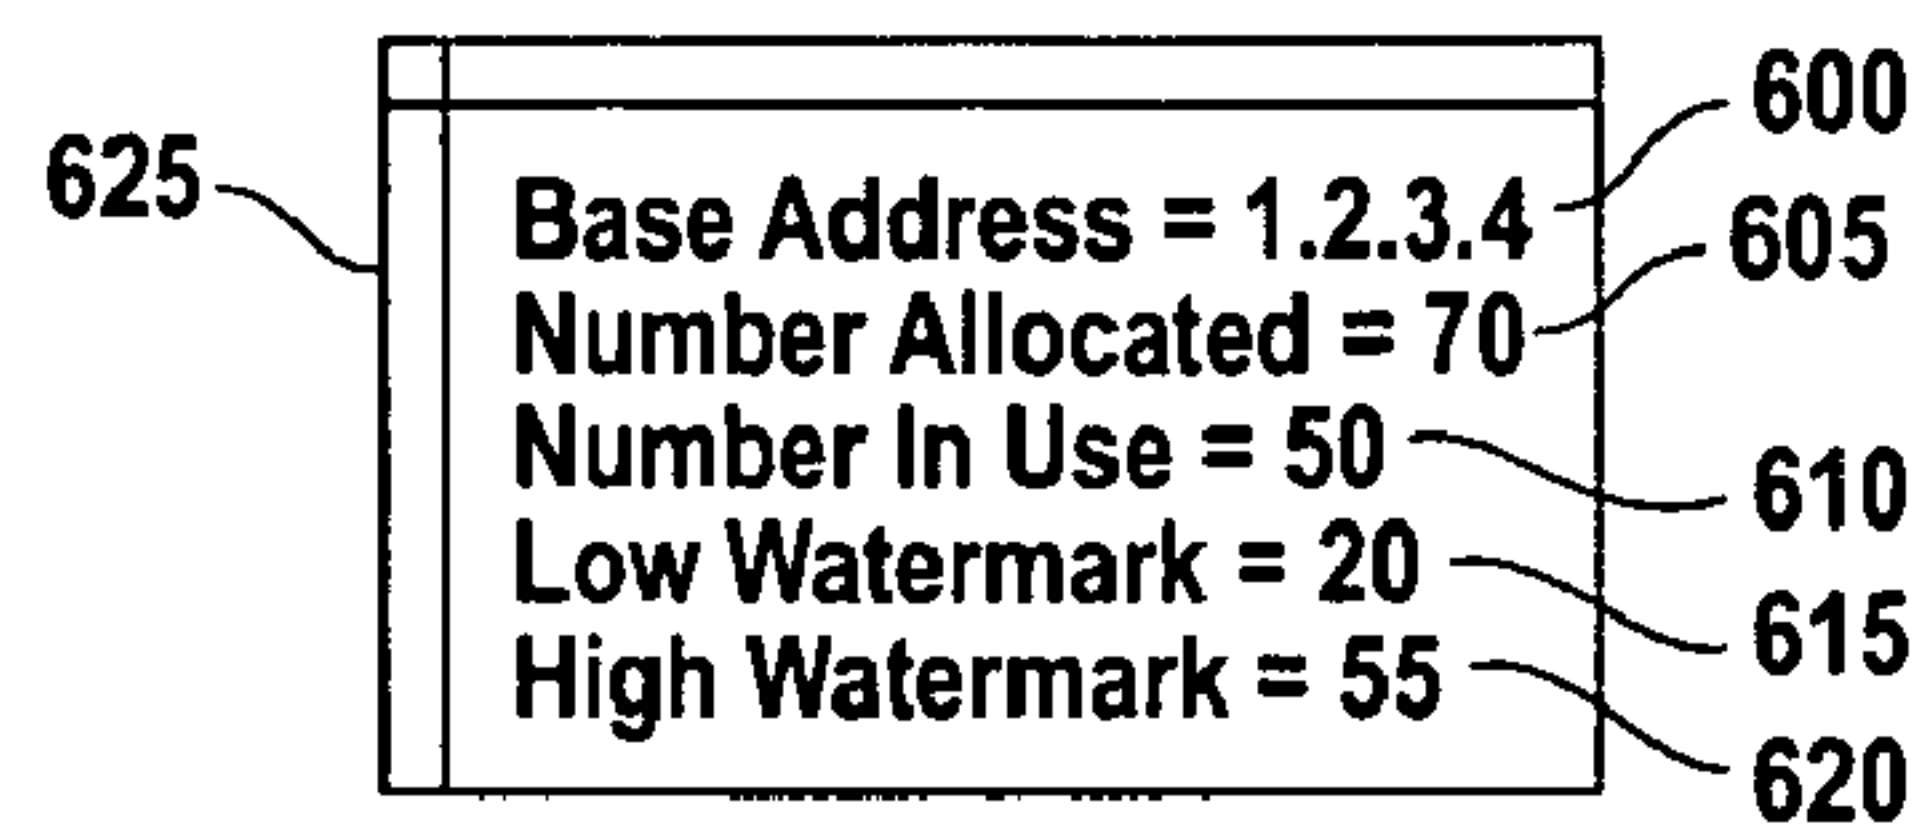 600
625
Base Address = 1.2.3.4
605
Number Allocated = 70
Number In Use = 50
610
Low Watermark = 20
615
High Watermark = 55
620